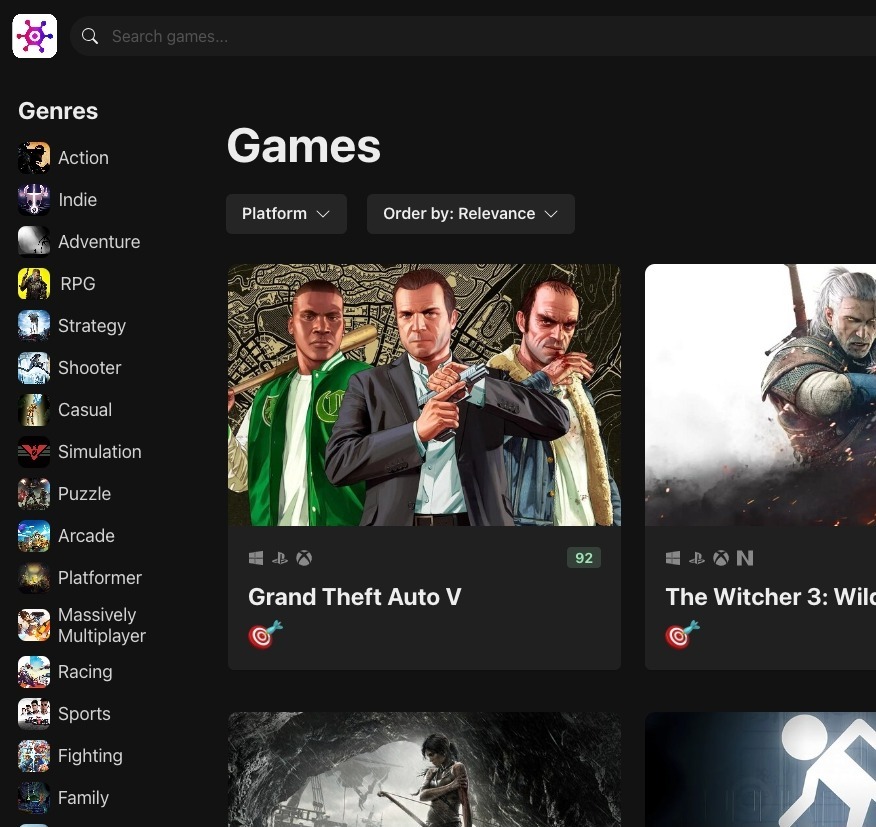 Search games...
Genres
Action
Indie
Adventure
RPG
Strategy
Shooter
Casual
Simulation
Puzzle
Arcade
Platformer
Massively
Multiplayer
Racing
Sports
Fighting
Family
Games
Platform
Order by: Relevance
92
Grand Theft Auto V
The Witcher 3: Wild